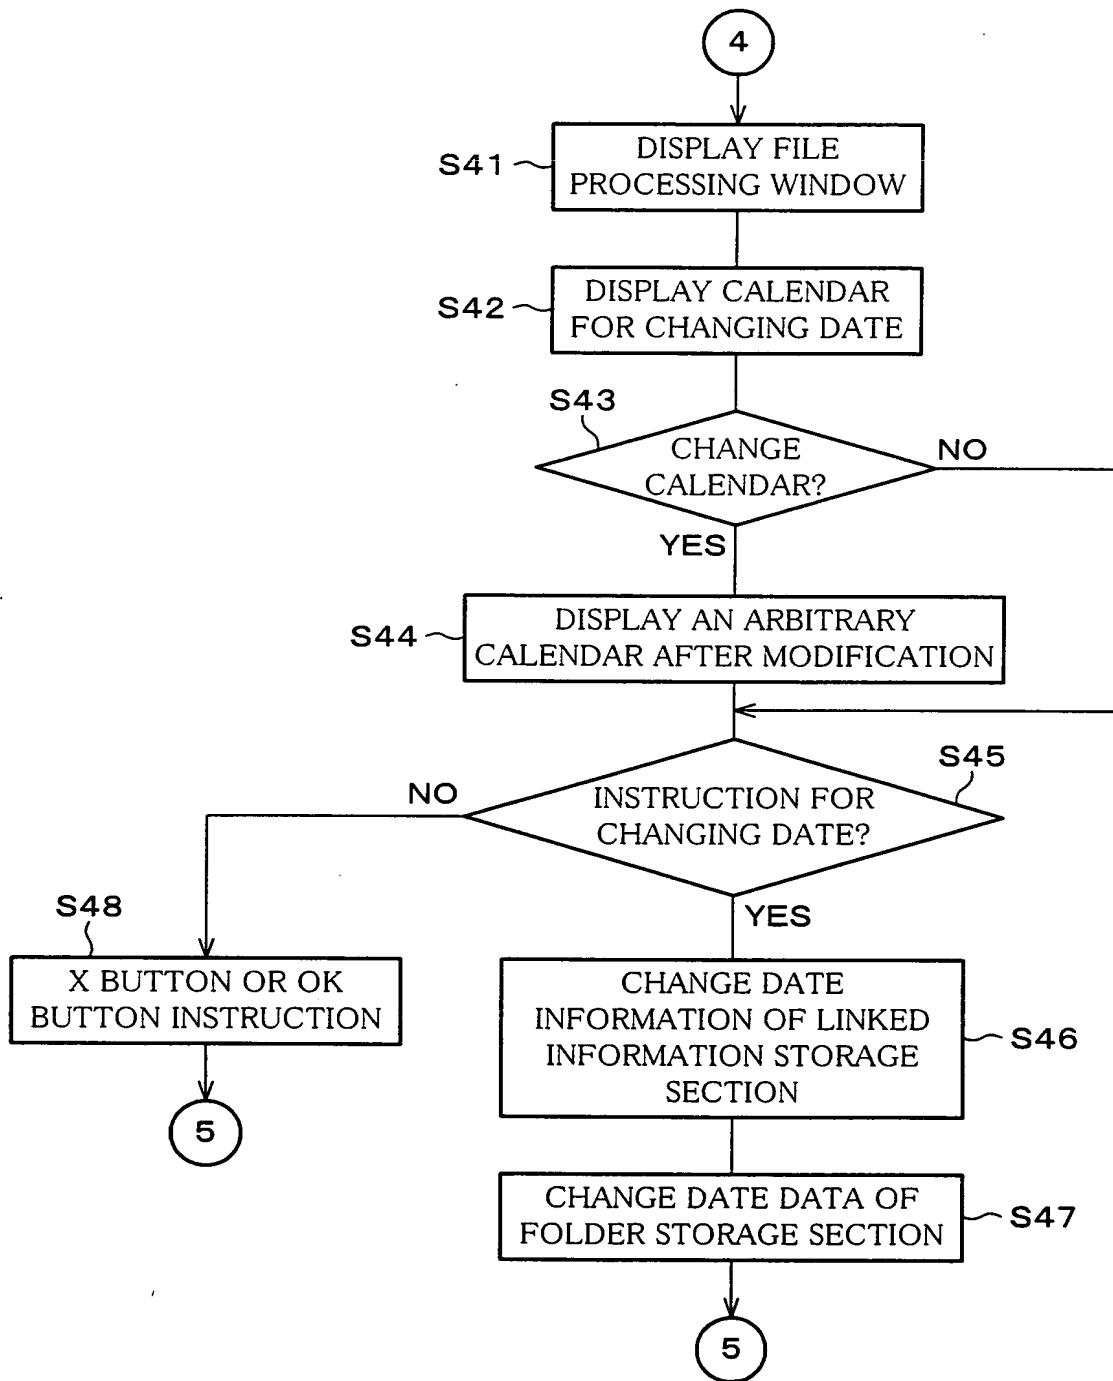 4
S41
DISPLAY FILE
PROCESSING WINDOW
S42
DISPLAY CALENDAR
FOR CHANGING DATE
S43
CHANGE
CALENDAR?
NO
YES
S44
DISPLAY AN ARBITRARY
CALENDAR AFTER MODIFICATION
S45
INSTRUCTION FOR
CHANGING DATE?
NO
YES
S48
X BUTTON OR OK
BUTTON INSTRUCTION
5
CHANGE DATE
INFORMATION OF LINKED
INFORMATION STORAGE
SECTION
S46
CHANGE DATE DATA OF
FOLDER STORAGE SECTION
S47
5